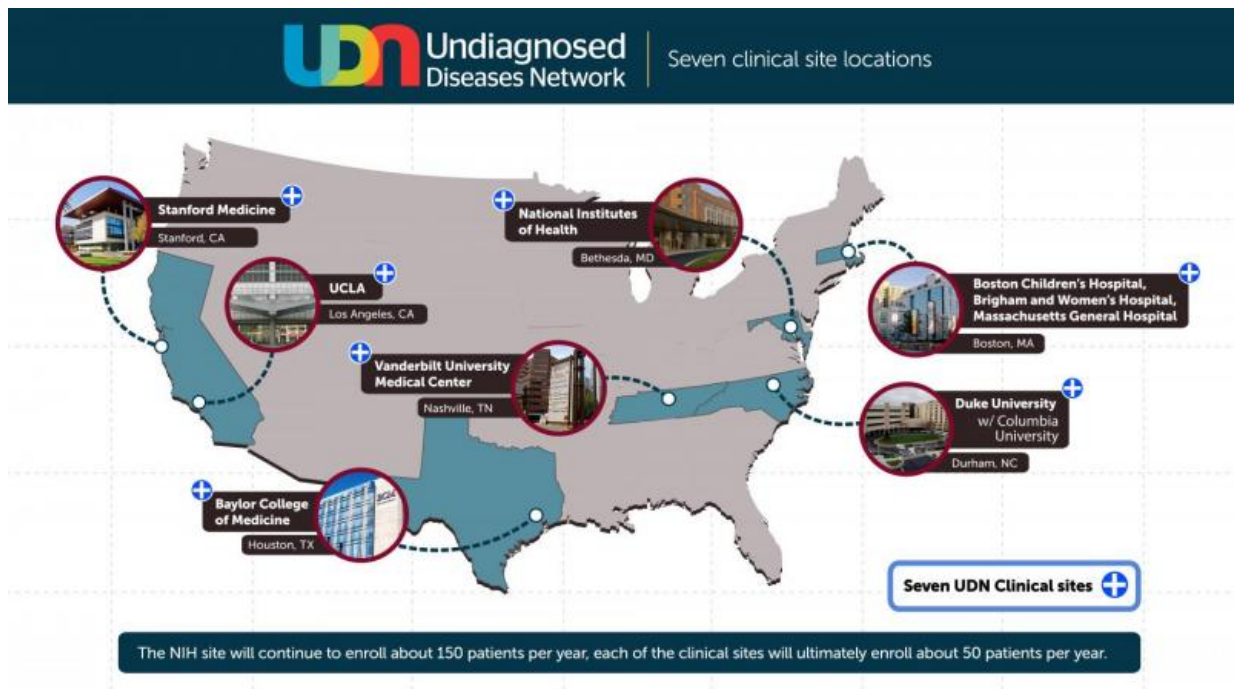 UDN Undiagnosed
Diseases Network
Seven clinical site locations
Stanford Medicine
Stanford, CA
National Institutes
of Health
Bethesda, MD
UCLA
Los Angeles, CA
Boston Children's Hospital,
Brigham and Women's Hospital,
Massachusetts General Hospital
Boston, MA
Vanderbilt University
Medical Center
Nashville, TN
Duke University
w/ Columbia
University
Durham, NC
Baylor College
of Medicine
Houston, TX
Seven UDN Clinical sites
The NIH site will continue to enroll about 150 patients per year, each of the clinical sites will ultimately enroll about 50 patients per year.